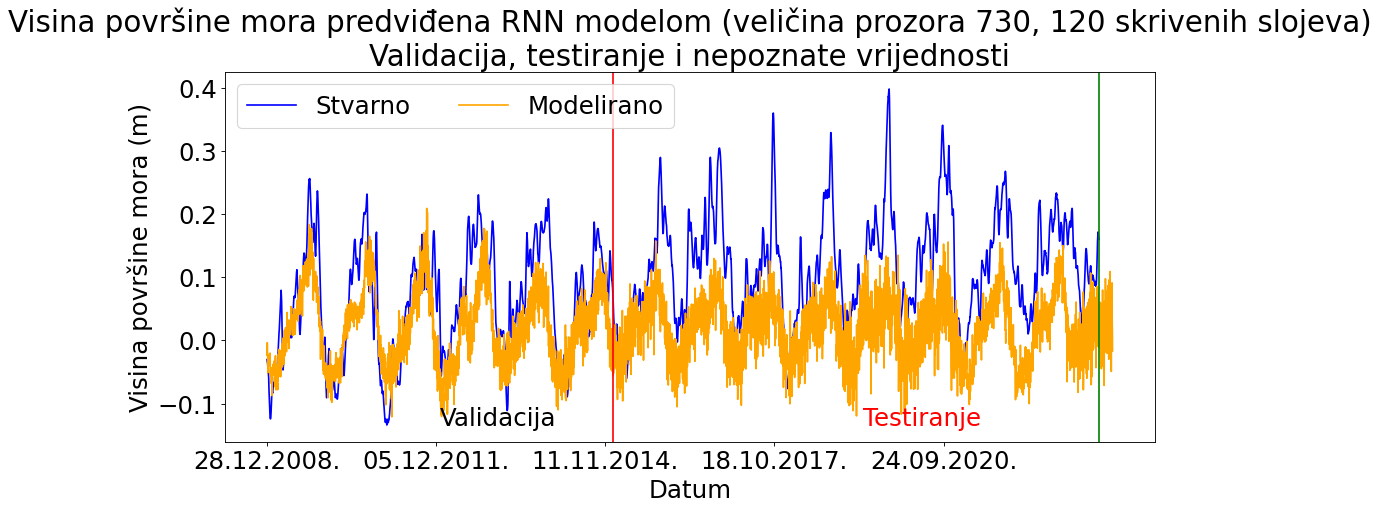 Visina površine mora predviđena RNN modelom (veličina prozora 730, 120 skrivenih slojeva)
Validacija, testiranje i nepoznate vrijednosti
Stvarno
Modelirano
Visina površine mora (m)
0.4
0.3
0.2
0.1
0.0
−0.1
Validacija
Testiranje
28.12.2008.
05.12.2011.
11.11.2014.
18.10.2017.
24.09.2020.
Datum